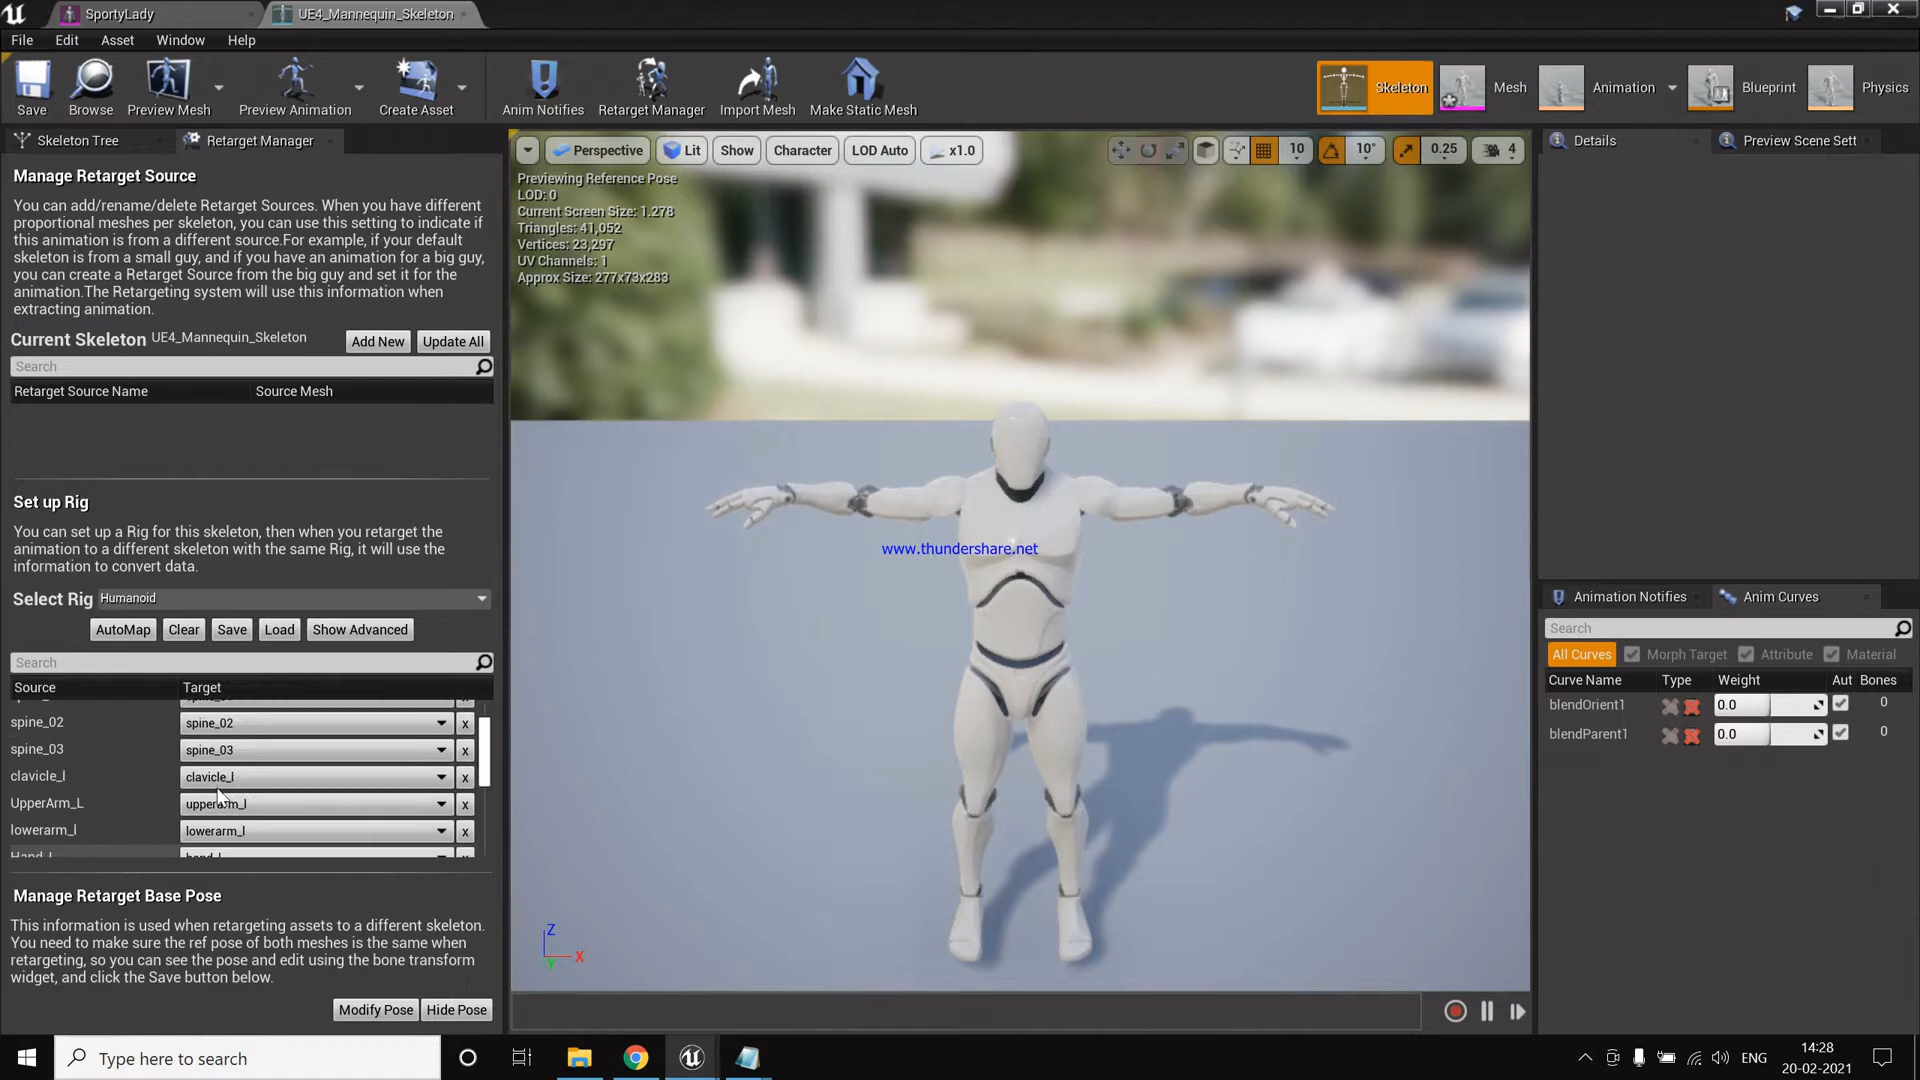 SportyLady
UE4_Mannequin_Skeleton
File Edit Asset Window Help
Save Browse Preview Mesh Preview Animation Create Asset Anim Notifies Retarget Manager Import Mesh Make Static Mesh
Skeleton Mesh Animation Blueprint Physics
Skeleton Tree Retarget Manager
Manage Retarget Source
You can add/rename/delete Retarget Sources. When you have different
proportional meshes per skeleton, you can use this setting to indicate if
this animation is from a different source.For example, if your default
skeleton is from a small guy, and if you have an animation for a big guy,
you can create a Retarget Source from the big guy and set it for the
animation.The Retargeting system will use this information when
extracting animation.
Current Skeleton UE4_Mannequin_Skeleton Add New Update All
Search
Retarget Source Name Source Mesh
Set up Rig
You can set up a Rig for this skeleton, then when you retarget the
animation to a different skeleton with the same Rig, it will use the
information to convert data.
Select Rig Humanoid
AutoMap Clear Save Load Show Advanced
Search
Source Target
spine_02 spine_02 x
spine_03 spine_03 x
clavicle_l clavicle_l x
UpperArm_L upperarm_l x
lowerarm_l lowerarm_l x
Manage Retarget Base Pose
This information is used when retargeting assets to a different skeleton.
You need to make sure the ref pose of both meshes is the same when
retargeting, so you can see the pose and edit using the bone transform
widget, and click the Save button below.
Modify Pose Hide Pose
Perspective Lit Show Character LOD Auto x1.0 10 10° 0.25 4
Previewing Reference Pose
LOD: 0
Current Screen Size: 1.278
Triangles: 41,052
Vertices: 23,297
UV Channels: 1
Approx Size: 277x73x283
www.thundershare.net
Z
X
Y
Details Preview Scene Sett
Animation Notifies Anim Curves
Search
All Curves Morph Target Attribute Material
Curve Name Type Weight Aut Bones
blendOrient1 0.0 0
blendParent1 0.0 0
Type here to search
ENG
14:28
20-02-2021